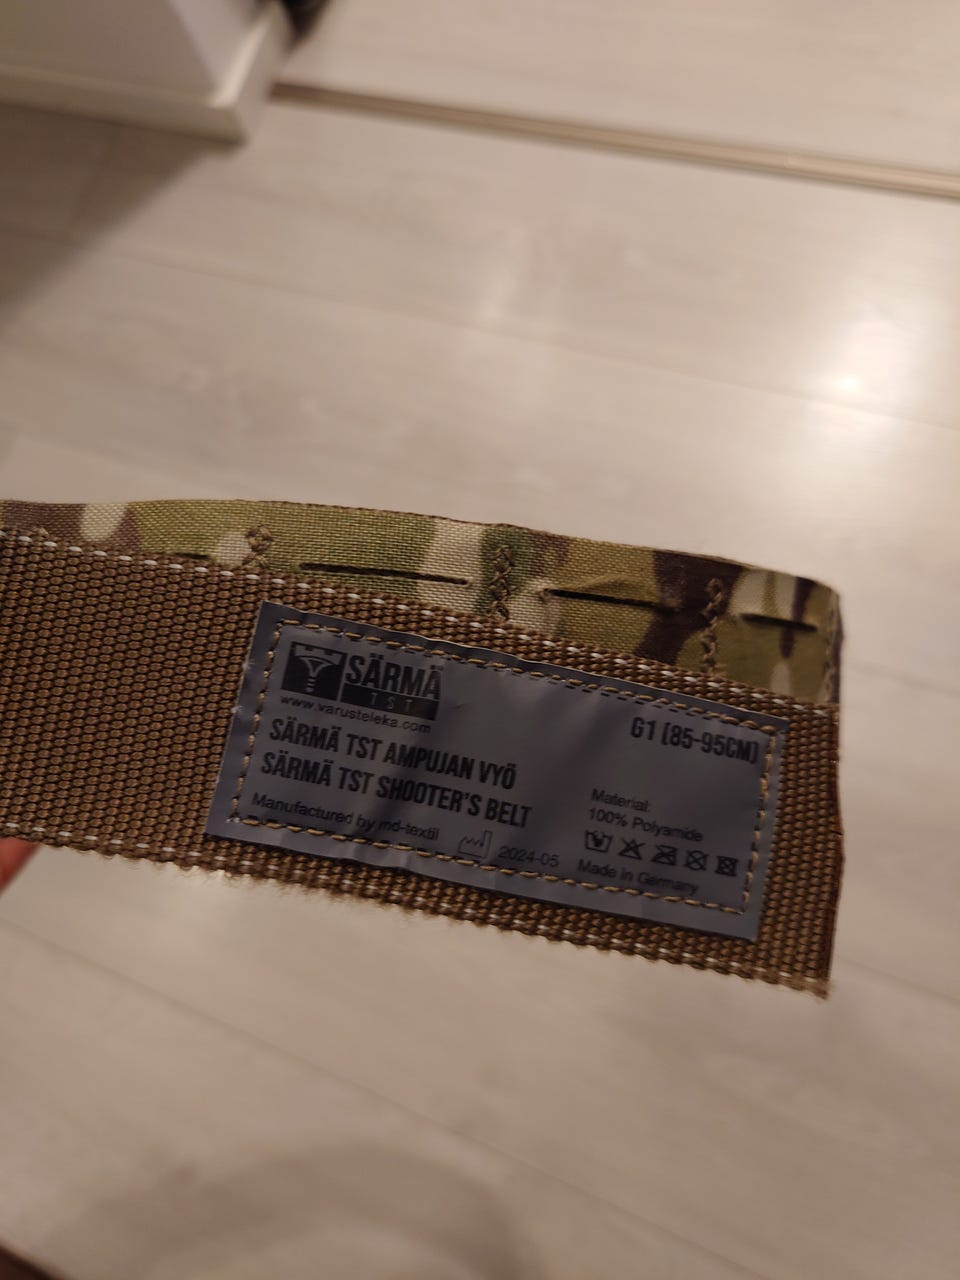 SÄRMÄ
TST
www.varusteleka.com
G1 (85-95CM)
SÄRMÄ TST AMPUJAN VYÖ
SÄRMÄ TST SHOOTER'S BELT
Manufactured by md-textil
2024-05
Material:
100% Polyamide
Made in Germany